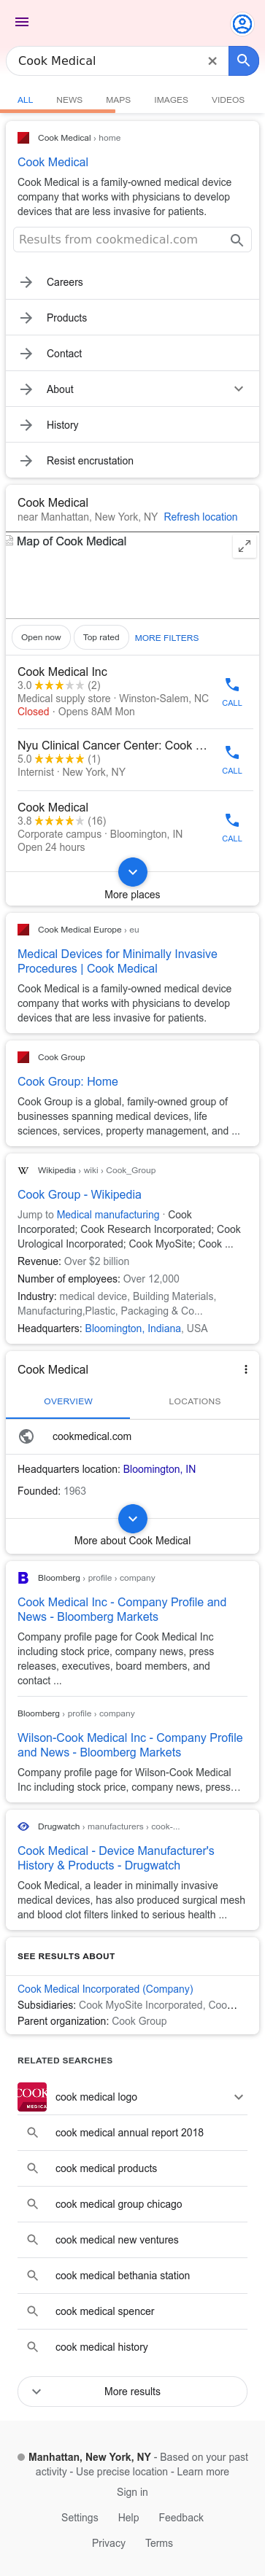 Cook Medical
ALL NEWS MAPS IMAGES VIDEOS
Cook Medical › home
Cook Medical
Cook Medical is a family-owned medical device
company that works with physicians to develop
devices that are less invasive for patients.
Results from cookmedical.com
Careers
Products
Contact
About
History
Resist encrustation
Cook Medical
near Manhattan, New York, NY Refresh location
Map of Cook Medical
Open now Top rated MORE FILTERS
Cook Medical Inc
3.0 (2)
Medical supply store · Winston-Salem, NC
Closed · Opens 8AM Mon
CALL
Nyu Clinical Cancer Center: Cook ...
5.0 (1)
Internist · New York, NY
CALL
Cook Medical
3.8 (16)
Corporate campus · Bloomington, IN
Open 24 hours
CALL
More places
Cook Medical Europe › eu
Medical Devices for Minimally Invasive
Procedures | Cook Medical
Cook Medical is a family-owned medical device
company that works with physicians to develop
devices that are less invasive for patients.
Cook Group
Cook Group: Home
Cook Group is a global, family-owned group of
businesses spanning medical devices, life
sciences, services, property management, and ...
W Wikipedia › wiki › Cook_Group
Cook Group - Wikipedia
Jump to Medical manufacturing · Cook
Incorporated; Cook Research Incorporated; Cook
Urological Incorporated; Cook MyoSite; Cook ...
Revenue: Over $2 billion
Number of employees: Over 12,000
Industry: medical device, Building Materials,
Manufacturing,Plastic, Packaging & Co...
Headquarters: Bloomington, Indiana, USA
Cook Medical
OVERVIEW LOCATIONS
cookmedical.com
Headquarters location: Bloomington, IN
Founded: 1963
More about Cook Medical
B Bloomberg › profile › company
Cook Medical Inc - Company Profile and
News - Bloomberg Markets
Company profile page for Cook Medical Inc
including stock price, company news, press
releases, executives, board members, and
contact ...
Bloomberg › profile › company
Wilson-Cook Medical Inc - Company Profile
and News - Bloomberg Markets
Company profile page for Wilson-Cook Medical
Inc including stock price, company news, press...
Drugwatch › manufacturers › cook-...
Cook Medical - Device Manufacturer's
History & Products - Drugwatch
Cook Medical, a leader in minimally invasive
medical devices, has also produced surgical mesh
and blood clot filters linked to serious health ...
SEE RESULTS ABOUT
Cook Medical Incorporated (Company)
Subsidiaries: Cook MyoSite Incorporated, Coo...
Parent organization: Cook Group
RELATED SEARCHES
COOK
MEDICAL
cook medical logo
cook medical annual report 2018
cook medical products
cook medical group chicago
cook medical new ventures
cook medical bethania station
cook medical spencer
cook medical history
More results
Manhattan, New York, NY - Based on your past
activity - Use precise location - Learn more
Sign in
Settings Help Feedback
Privacy Terms